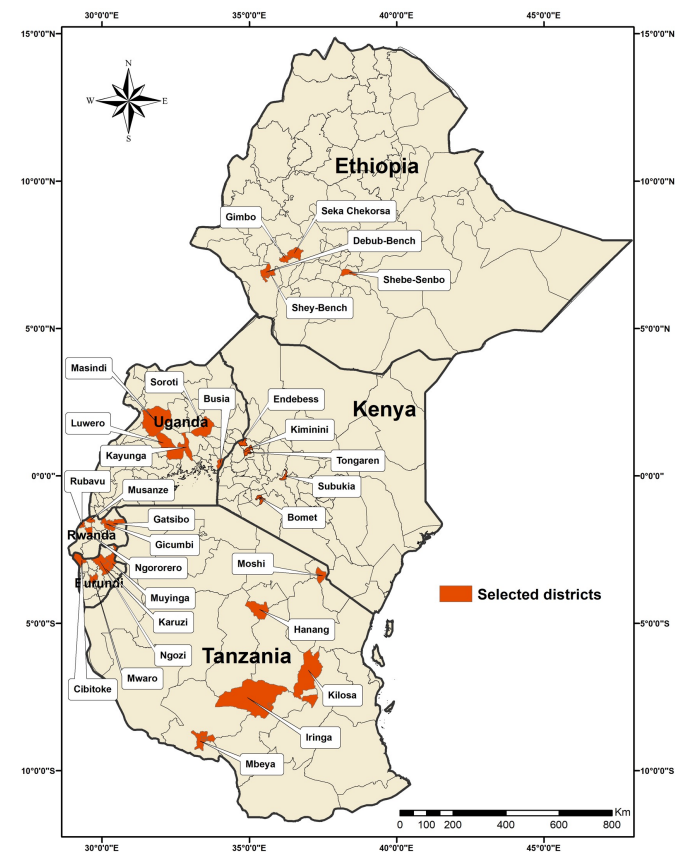 30°0'0"E 35°0'0"E 40°0'0"E 45°0'0"E
15°0'0"N 15°0'0"N
N
W E
S
Ethiopia
10°0'0"N 10°0'0"N
Gimbo
Seka Chekorsa
Debub-Bench
Shebe-Senbo
Shey-Bench
5°0'0"N 5°0'0"N
Masindi
Soroti
Busia
Endebess
Kenya
Luwero
Uganda
Kiminini
Kayunga
Tongaren
0°0'0" 0°0'0"
Rubavu
Musanze
Subukia
Gatsibo
Bomet
Rwanda
Gicumbi
Ngororero
Moshi
Burundi
Muyinga
Selected districts
Karuzi
Hanang
5°0'0"S 5°0'0"S
Ngozi
Tanzania
Mwaro
Cibitoke
Kilosa
Iringa
Mbeya
10°0'0"S 10°0'0"S
Km
0 100 200 400 600 800
30°0'0"E 35°0'0"E 40°0'0"E 45°0'0"E